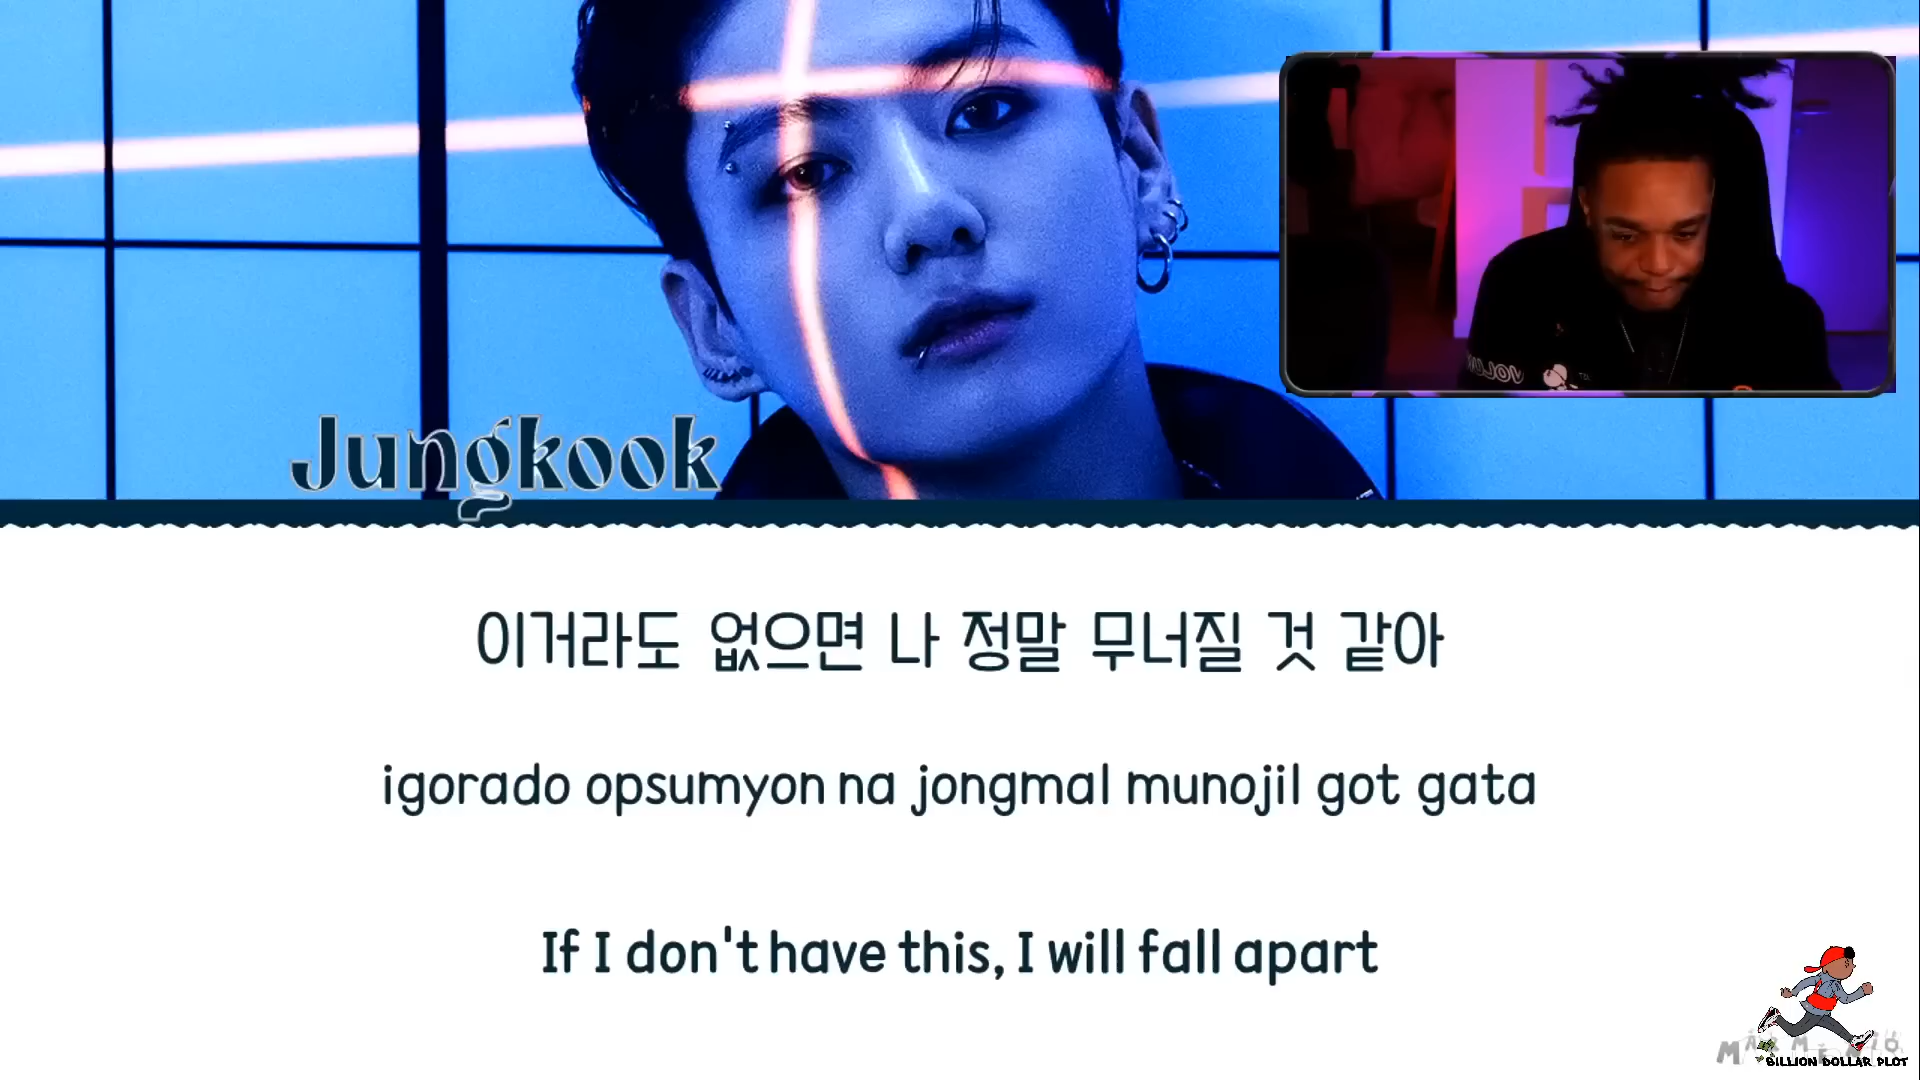 Jungkook
이거라도 없으면 나 정말 무너질 것 같아
igorado opsumyon na jongmal munojil got gata
If I don't have this, I will fall apart
BILLION DOLLAR PLOT